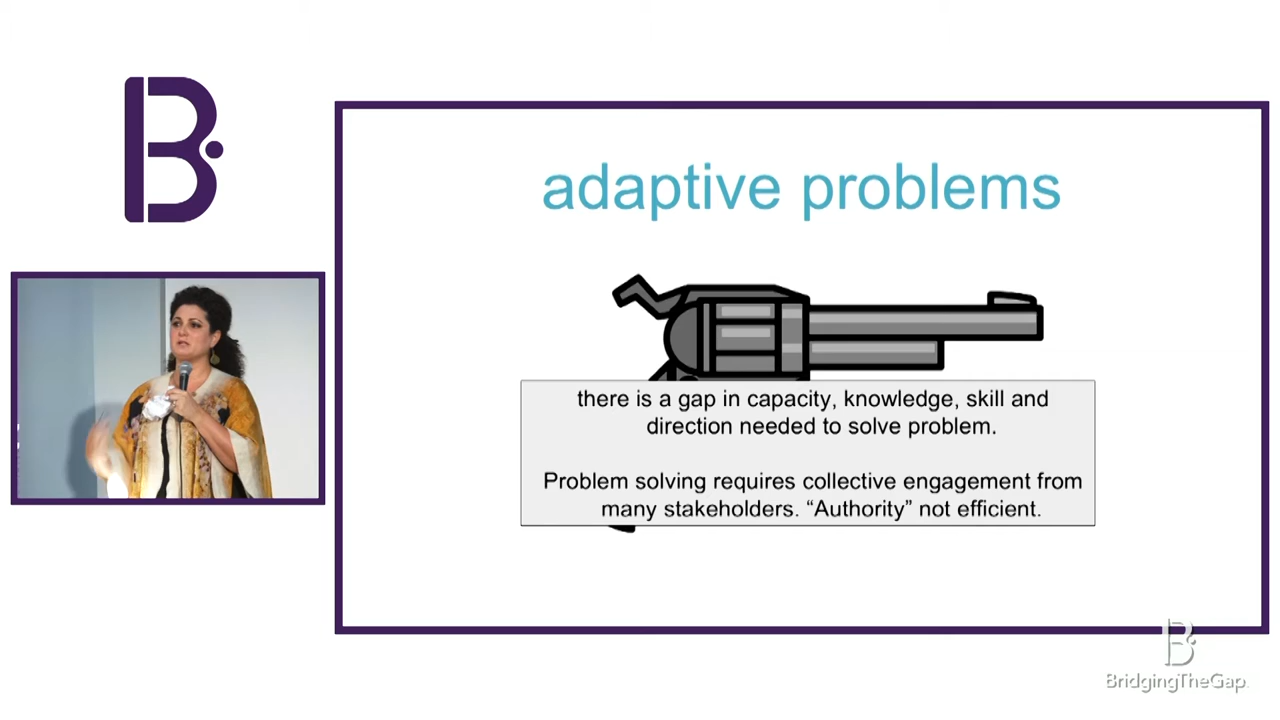 B
adaptive problems
there is a gap in capacity, knowledge, skill and
direction needed to solve problem.
Problem solving requires collective engagement from
many stakeholders. “Authority” not efficient.
B
BridgingTheGap.